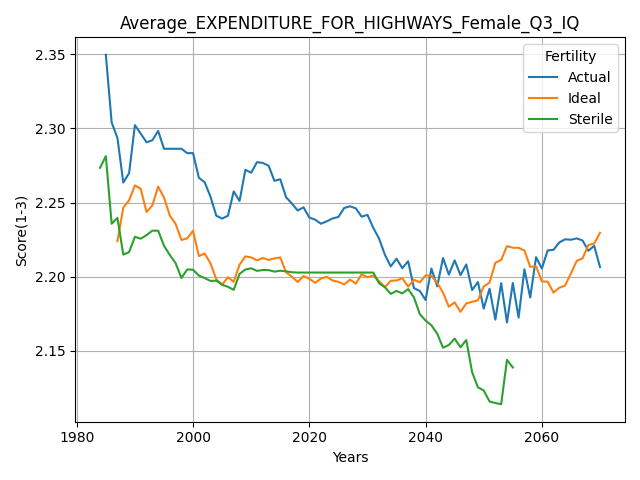 Average_EXPENDITURE_FOR_HIGHWAYS_Female_Q3_IQ
Fertility
Actual
Ideal
Sterile
Score(1-3)
2.35
2.30
2.25
2.20
2.15
1980 2000 2020 2040 2060
Years